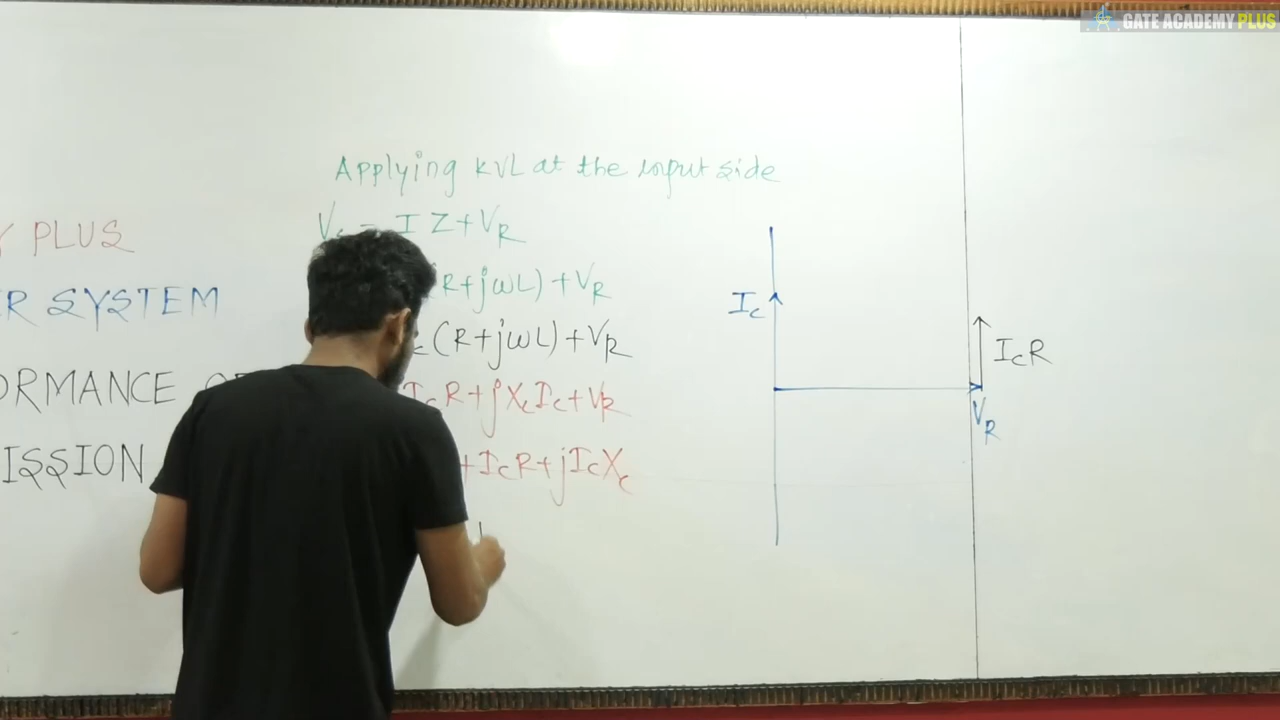 GATE ACADEMY PLUS
Applying KVL at the input side
Y PLUS
ER SYSTEM
ORMANCE
ISSION
I Z + VR
R+jωL) + VR
c (R+jωL) + VR
IcR + jXcIc + VR
+ IcR + jIcXc
Ic
IcR
VR